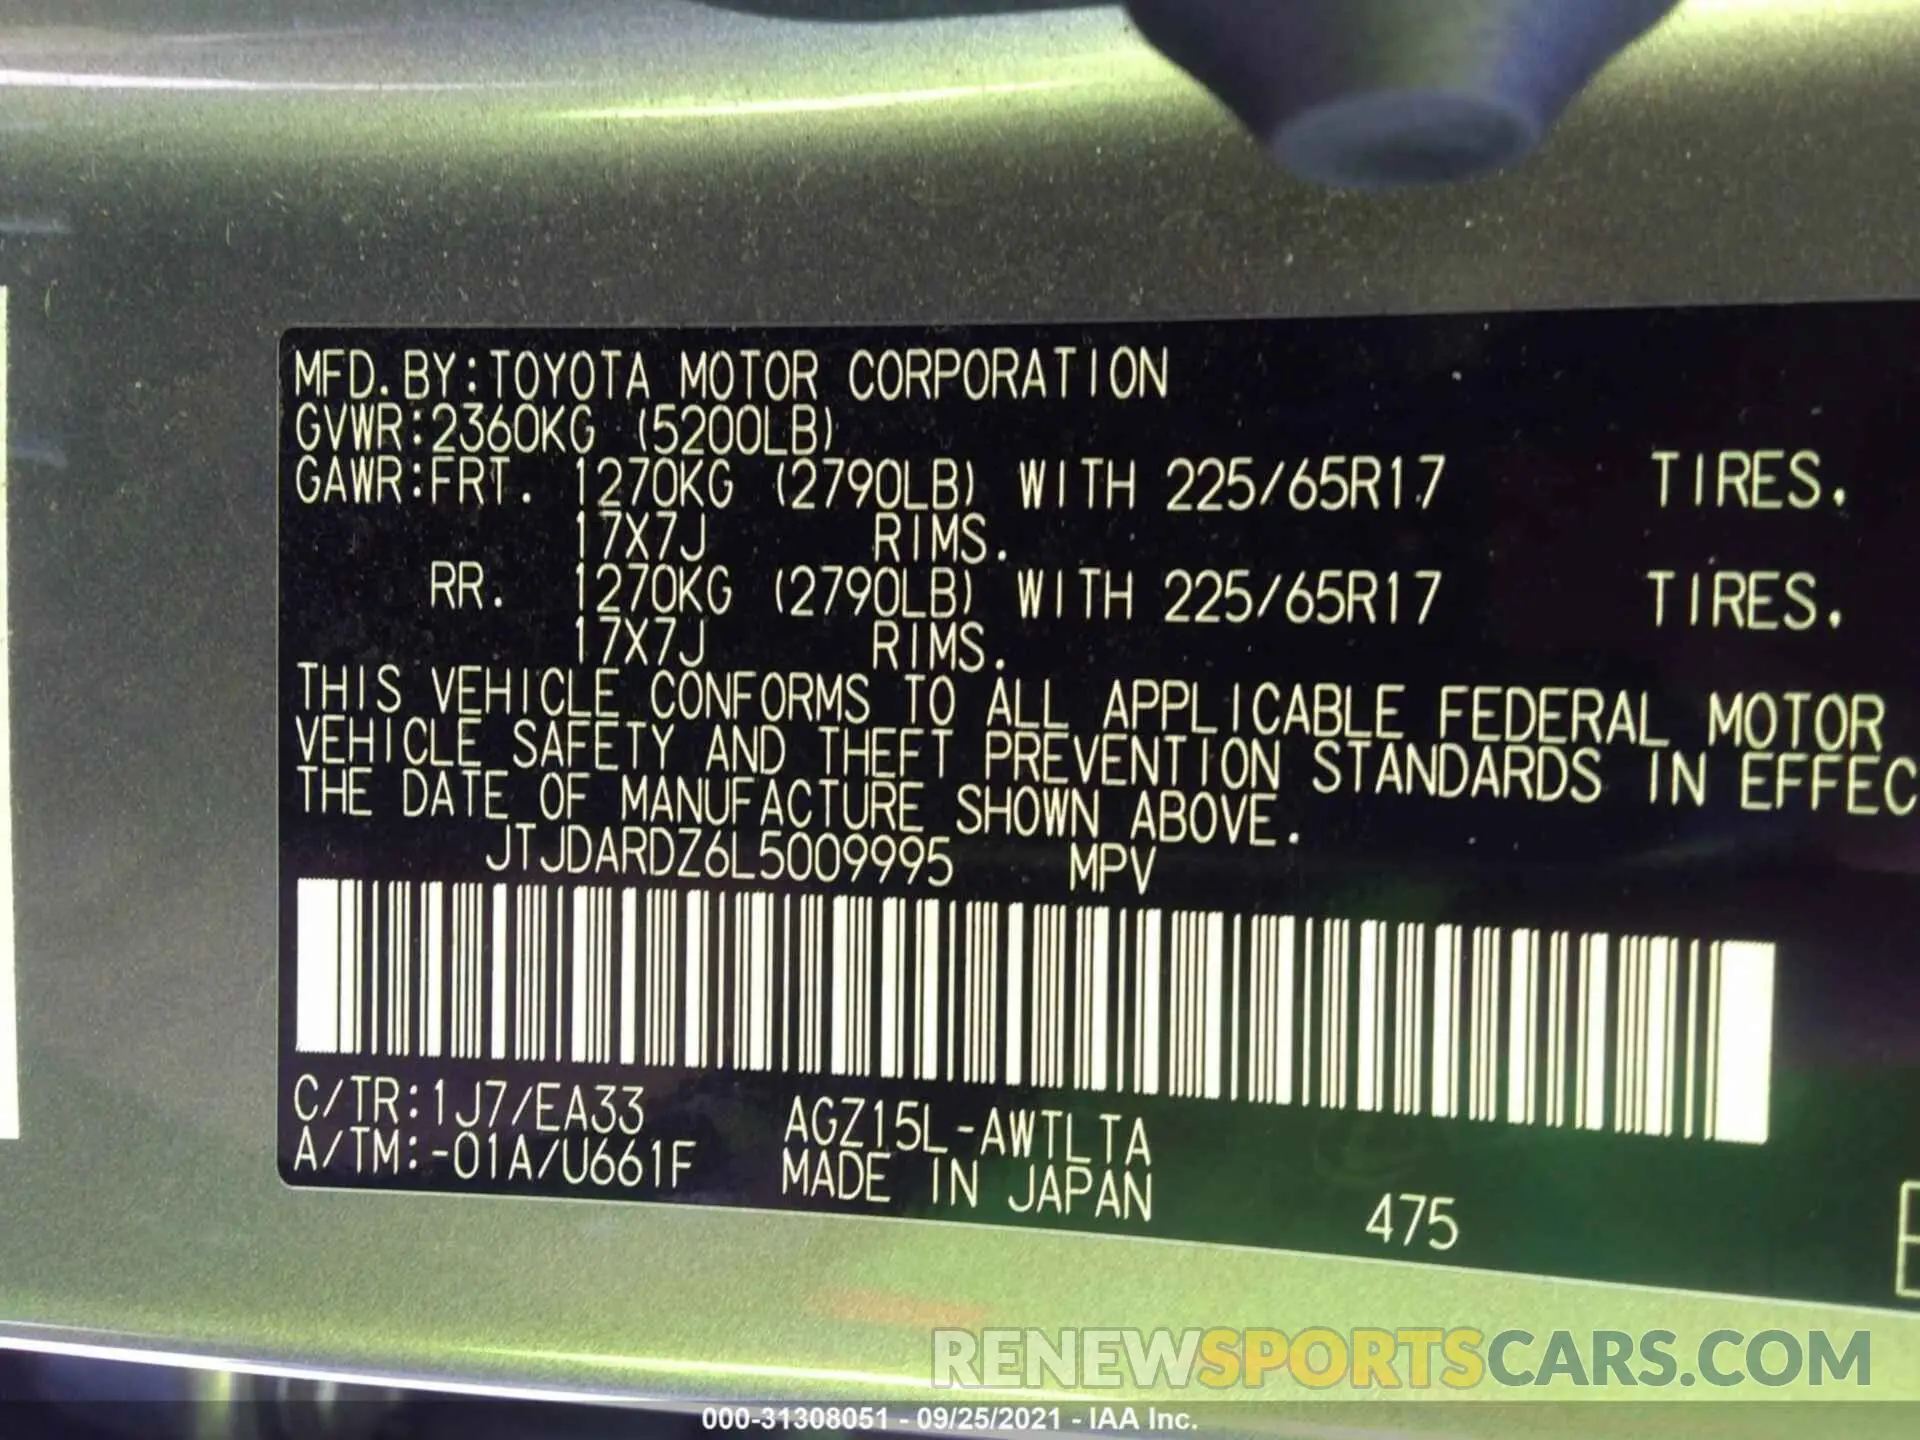 MFD.BY:TOYOTA MOTOR CORPORATION
GVWR:2360KG (5200LB)
GAWR:FRT. 1270KG (2790LB) WITH 225/65R17 TIRES.
17X7J RIMS.
RR. 1270KG (2790LB) WITH 225/65R17 TIRES.
17X7J RIMS.
THIS VEHICLE CONFORMS TO ALL APPLICABLE FEDERAL MOTOR
VEHICLE SAFETY AND THEFT PREVENTION STANDARDS IN EFFEC
THE DATE OF MANUFACTURE SHOWN ABOVE.
JTJDARDZ6L5009995 MPV
C/TR:1J7/EA33 AGZ15L-AWTLTA
A/TM:-01A/U661F MADE IN JAPAN 475
RENEWSPORTSCARS.COM
000-31308051 - 09/25/2021 - IAA Inc.